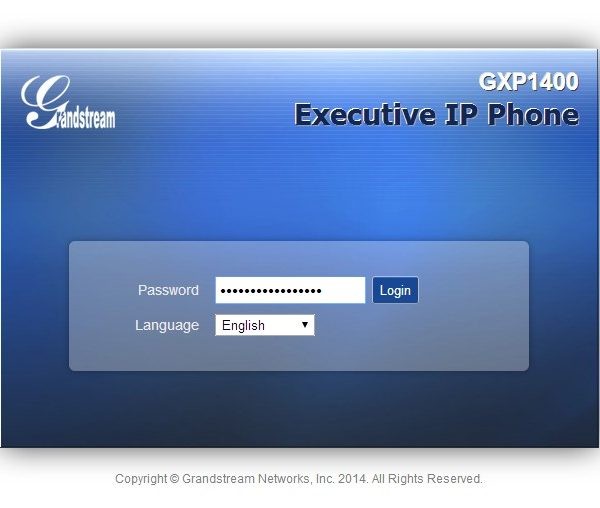 Grandstream
GXP1400
Executive IP Phone
Password ••••••••••••••••• Login
Language English
Copyright © Grandstream Networks, Inc. 2014. All Rights Reserved.